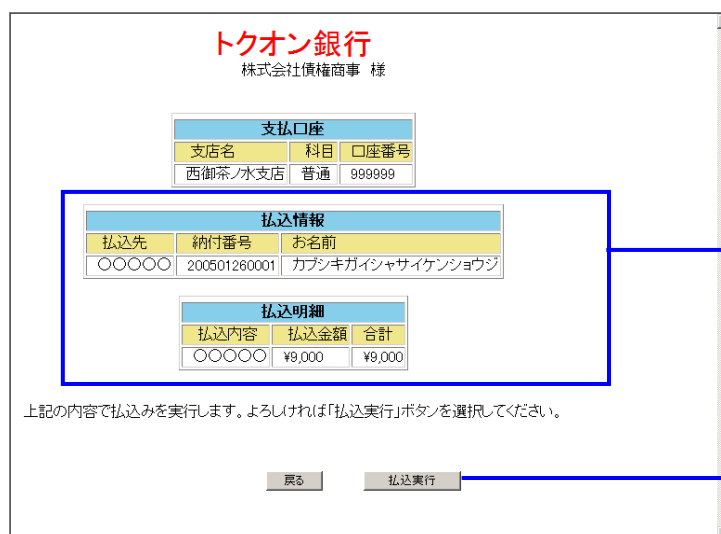 トクオン銀行
株式会社債権商事 様
支払口座
支店名 科目 口座番号
西御茶ノ水支店 普通 999999
払込情報
払込先 納付番号 お名前
○○○○○ 200501260001 カブシキガイシャサイケンショウジ
払込明細
払込内容 払込金額 合計
○○○○○ ¥9,000 ¥9,000
上記の内容で払込みを実行します。よろしければ「払込実行」ボタンを選択してください。
戻る 払込実行